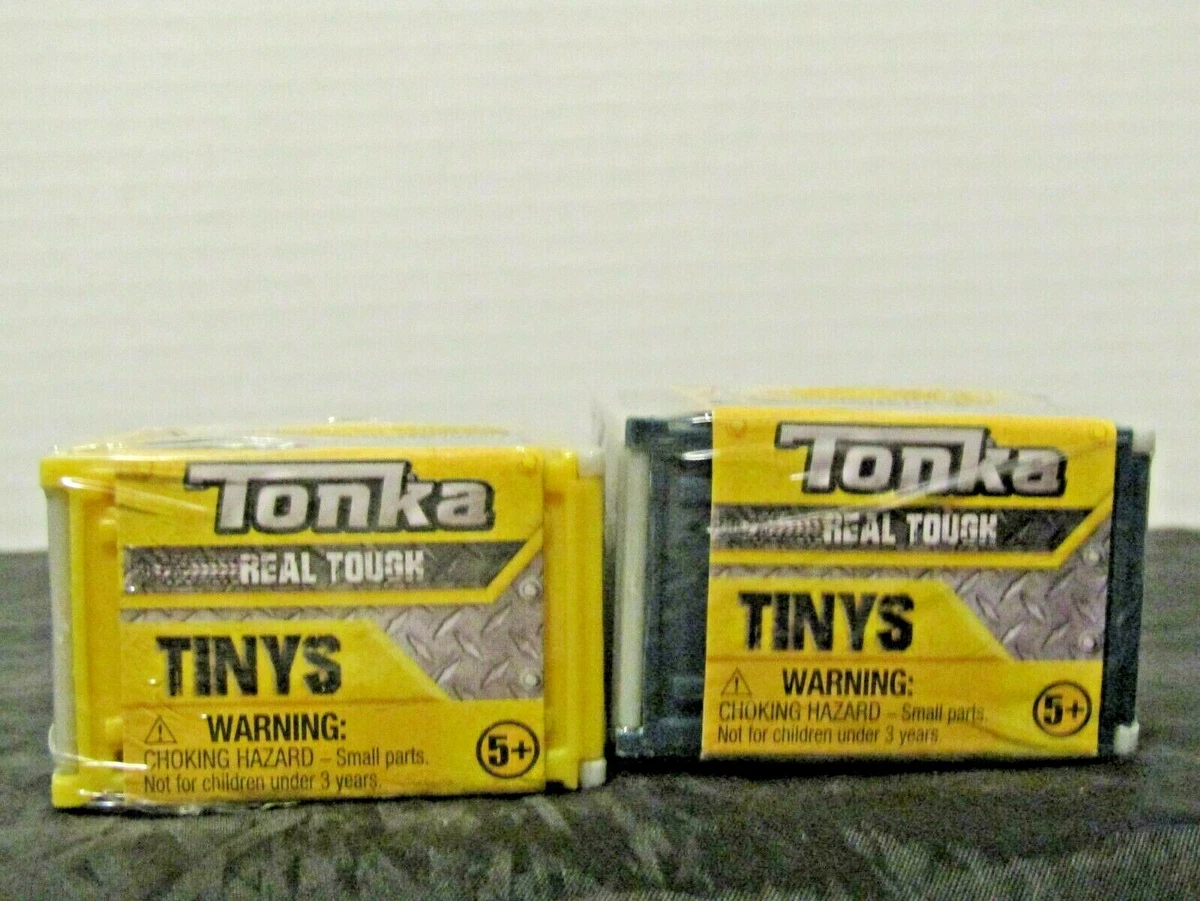 Tonka
REAL TOUGH
TINYS
WARNING:
CHOKING HAZARD – Small parts.
Not for children under 3 years.
5+
Tonka
REAL TOUGH
TINYS
WARNING:
CHOKING HAZARD – Small parts.
Not for children under 3 years.
5+